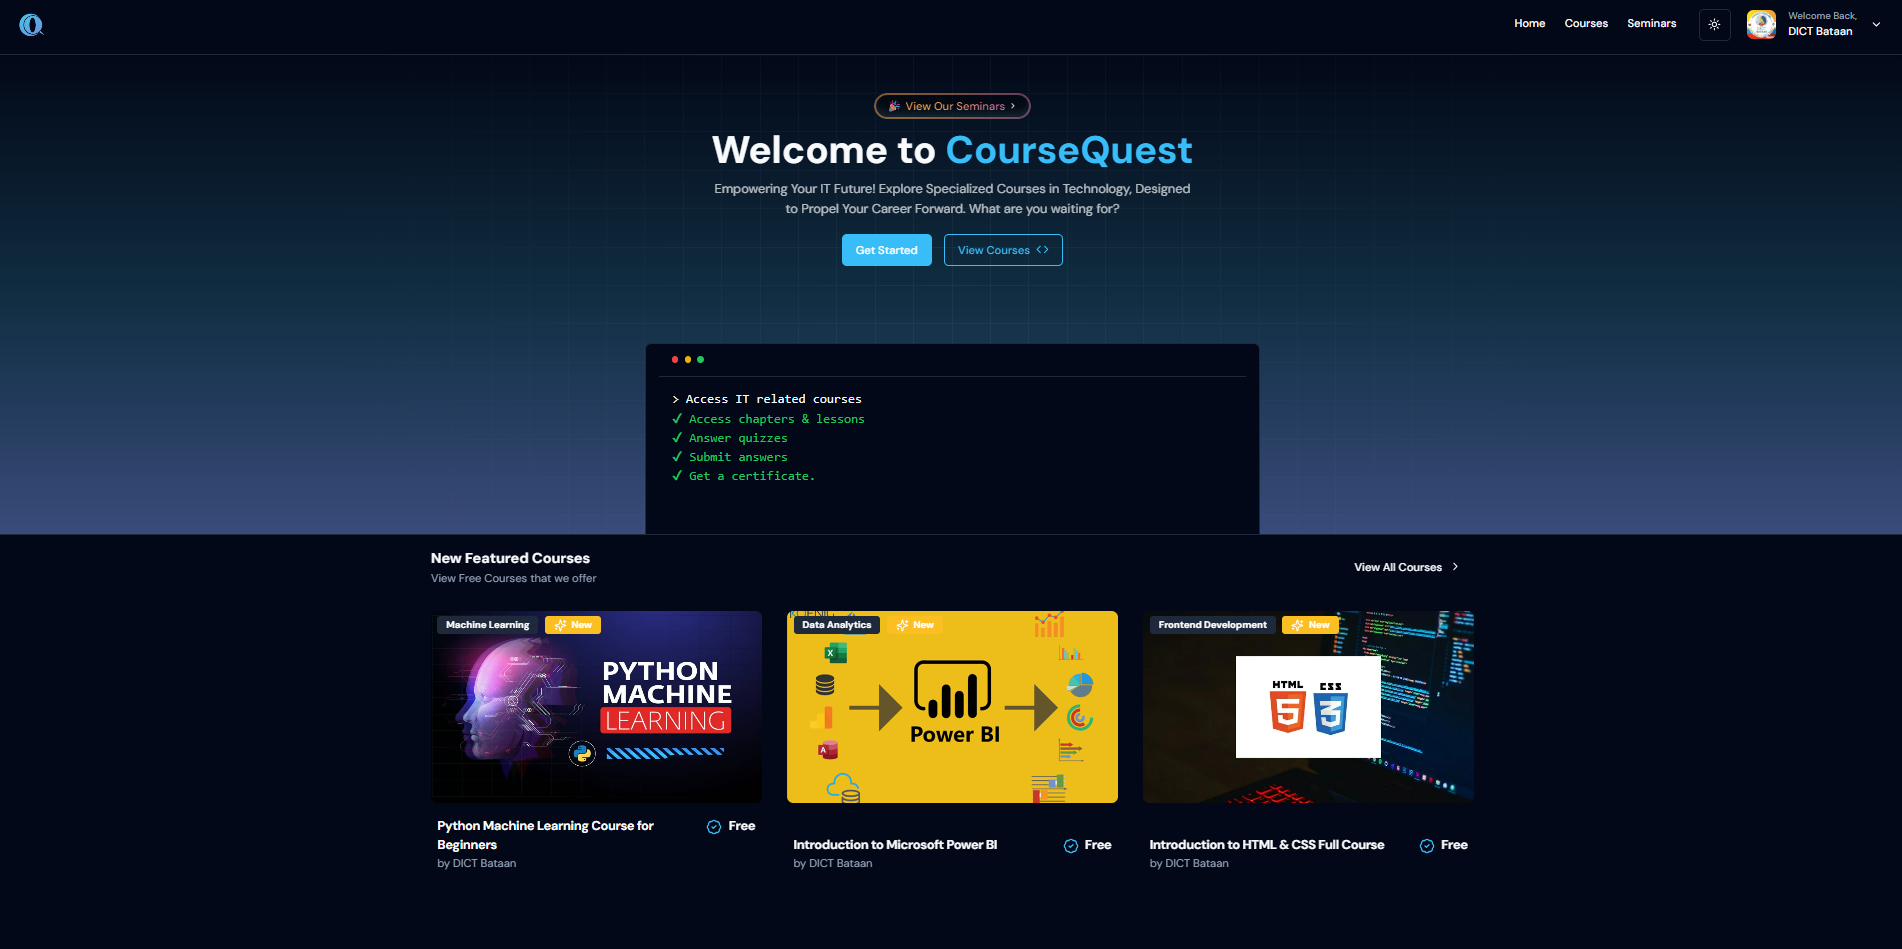 Home Courses Seminars
Welcome Back,
DICT Bataan
View Our Seminars
Welcome to CourseQuest
Empowering Your IT Future! Explore Specialized Courses in Technology, Designed
to Propel Your Career Forward. What are you waiting for?
Get Started
View Courses <>
> Access IT related courses
✓ Access chapters & lessons
✓ Answer quizzes
✓ Submit answers
✓ Get a certificate.
New Featured Courses
View Free Courses that we offer
View All Courses
Machine Learning
New
PYTHON
MACHINE
LEARNING
Python Machine Learning Course for
Beginners
by DICT Bataan
Free
Data Analytics
New
Power BI
Introduction to Microsoft Power BI
by DICT Bataan
Free
Frontend Development
New
HTML
5
CSS
3
Introduction to HTML & CSS Full Course
by DICT Bataan
Free